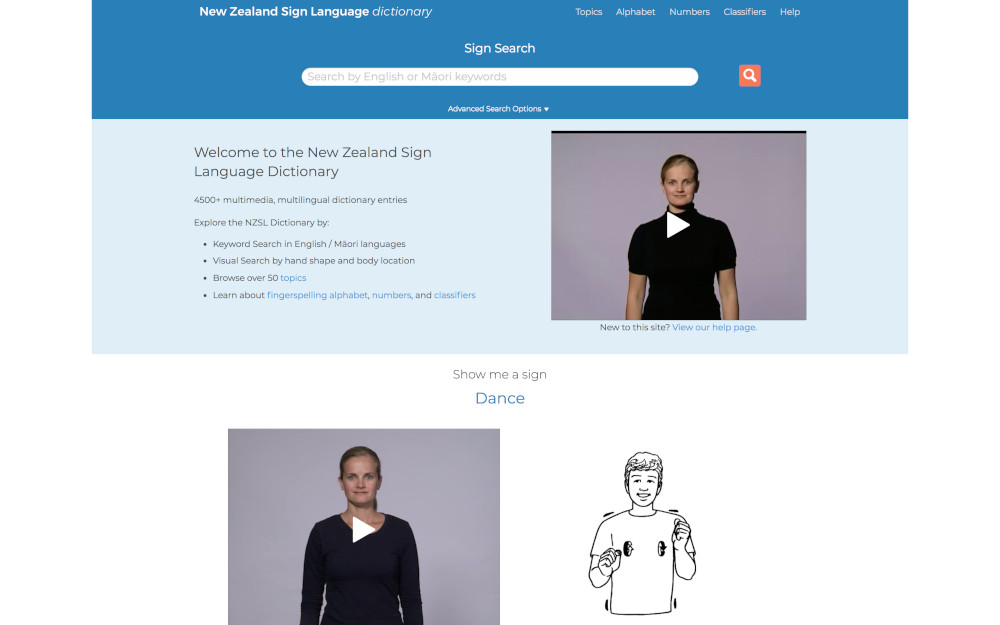 New Zealand Sign Language dictionary
Topics Alphabet Numbers Classifiers Help
Sign Search
Search by English or Māori keywords
Advanced Search Options ▼
Welcome to the New Zealand Sign
Language Dictionary
4500+ multimedia, multilingual dictionary entries
Explore the NZSL Dictionary by:
• Keyword Search in English / Māori languages
• Visual Search by hand shape and body location
• Browse over 50 topics
• Learn about fingerspelling alphabet, numbers, and classifiers
New to this site? View our help page.
Show me a sign
Dance